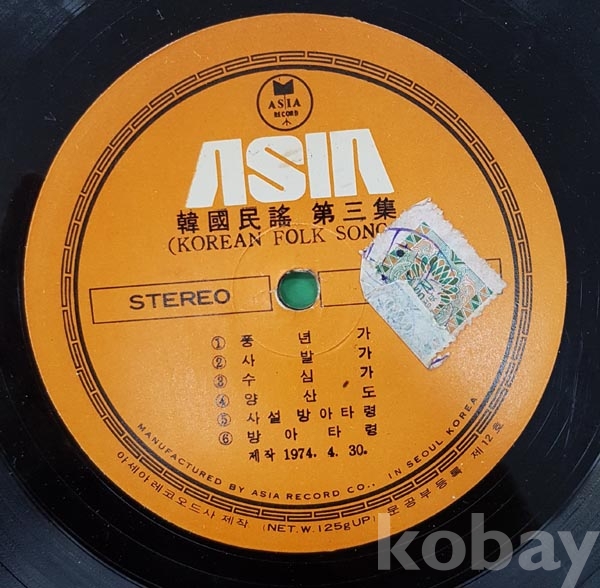 ASIA
RECORD
ASIA
韓國民謠 第三集
(KOREAN FOLK SONG
STEREO
① 풍년가
② 사발가
③ 수심가
④ 양산도
⑤ 사설방아타령
⑥ 방아타령
제작 1974. 4. 30.
MANUFACTURED BY ASIA RECORD CO., IN SEOUL KOREA
아세아레코오드사 제작 (NET.W. 125g UP) 문공부등록 제12호
kobay